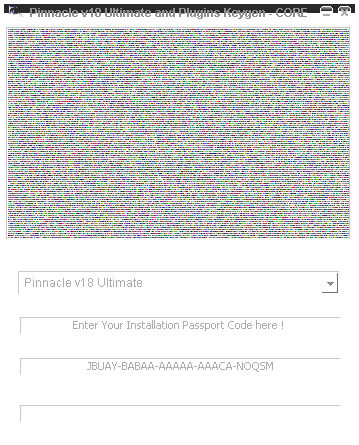 Pinnacle v18 Ultimate and Plugins Keygen - CORE
Pinnacle v18 Ultimate
Enter Your Installation Passport Code here !
JBUAY-BABAA-AAAAA-AAACA-NOQSM